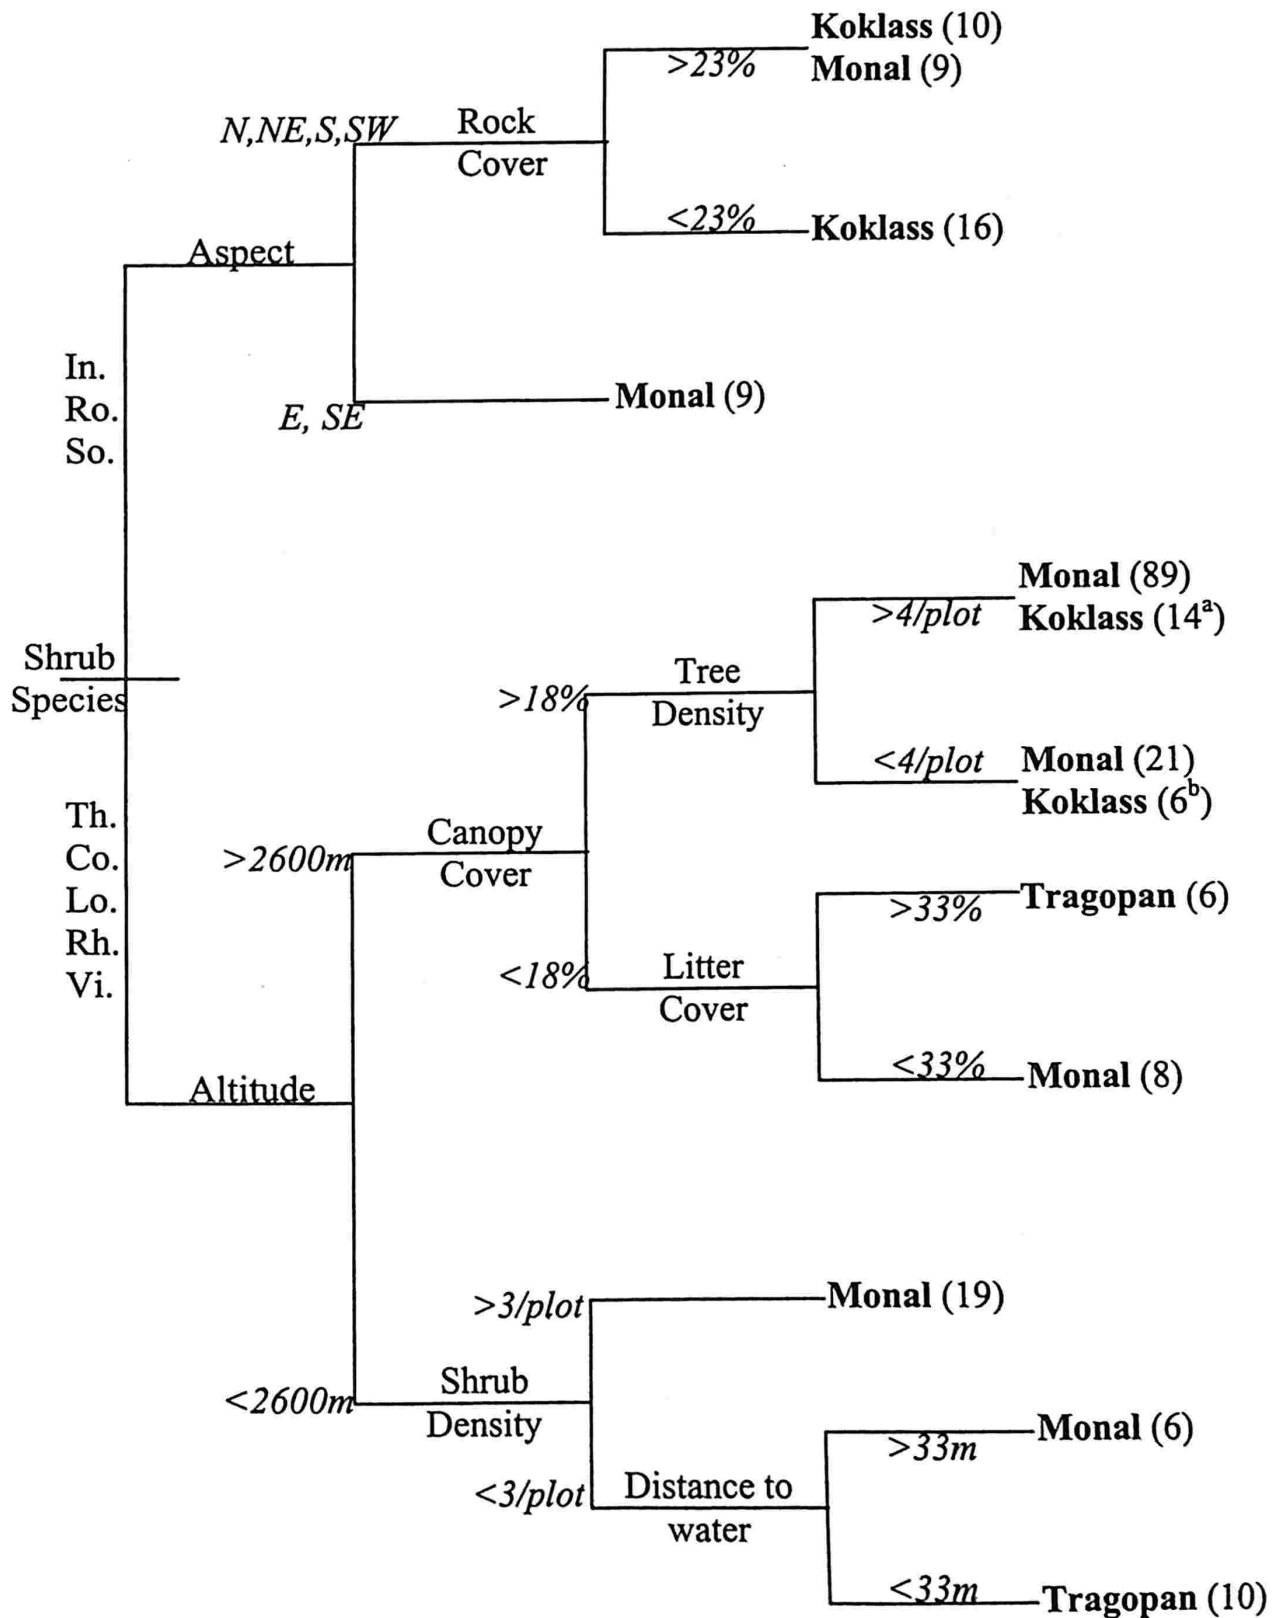 Koklass (10)
>23%
Monal (9)
N,NE,S,SW
Rock
Cover
<23%
Koklass (16)
Aspect
In.
Ro.
So.
E, SE
Monal (9)
Monal (89)
>4/plot
Koklass (14ᵃ)
Shrub
Species
>18%
Tree
Density
<4/plot
Monal (21)
Koklass (6ᵇ)
Th.
Co.
Lo.
Rh.
Vi.
>2600m
Canopy
Cover
>33%
Tragopan (6)
<18%
Litter
Cover
<33%
Monal (8)
Altitude
>3/plot
Monal (19)
<2600m
Shrub
Density
>33m
Monal (6)
<3/plot
Distance to
water
<33m
Tragopan (10)